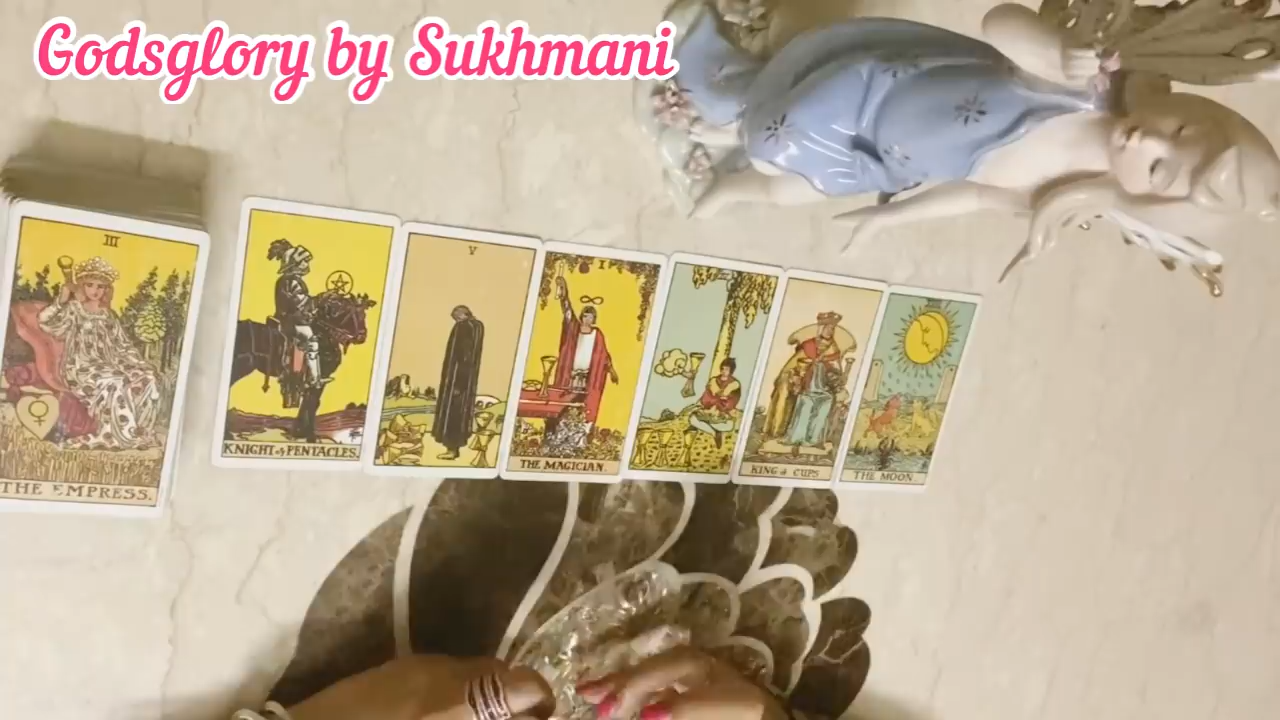 Godsglory by Sukhmani
III
THE EMPRESS.
KNIGHT of PENTACLES.
V
I
THE MAGICIAN.
KING of CUPS
THE MOON.